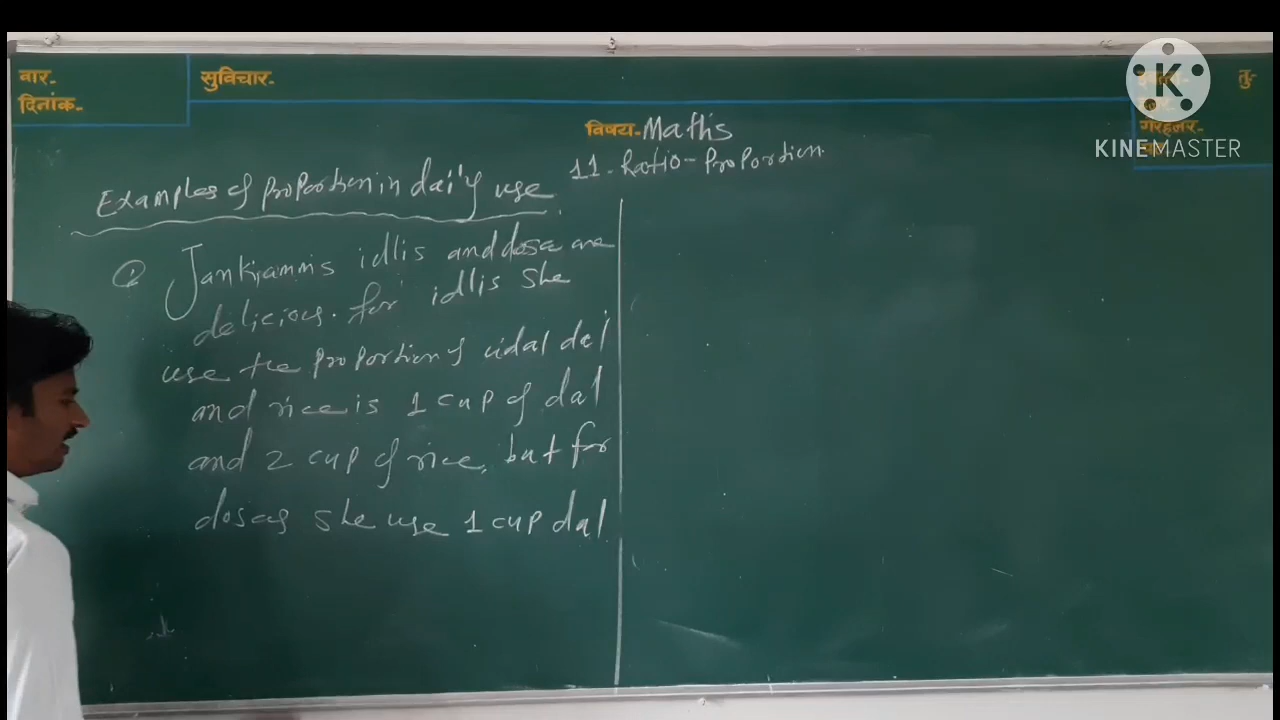 वार-
दिनांक-
सुविचार-
विषय- Maths
11. Ratio-Proportion.
KINEMASTER
तु-
Examples of Proportion in daily use
Q Jankiammis idlis and dosa are
delicious. for idlis she
use the proportion of udal dal
and rice is 1 cup of dal
and 2 cup of rice, but for
dosas she use 1 cup dal